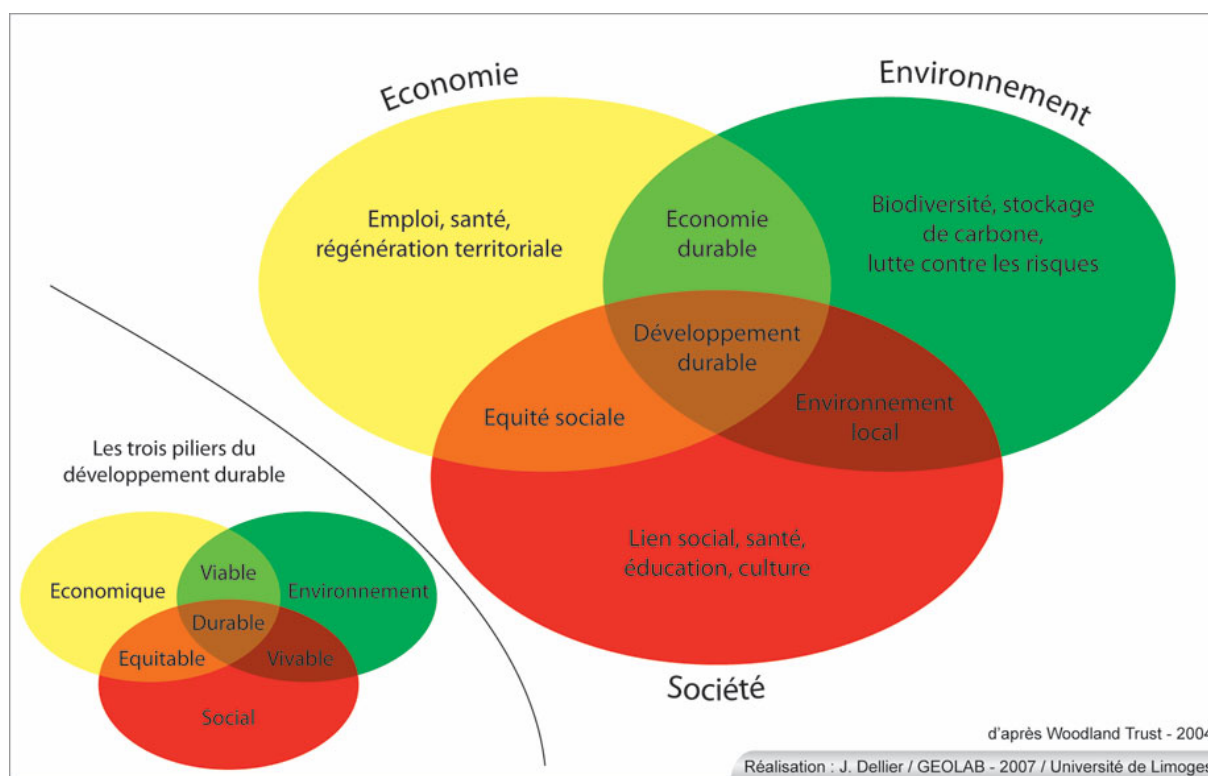 Economie
Environnement
Emploi, santé,
régénération territoriale
Economie
durable
Biodiversité, stockage
de carbone,
lutte contre les risques
Développement
durable
Equité sociale
Environnement
local
Lien social, santé,
éducation, culture
Société
Les trois piliers du
développement durable
Economique
Viable
Environnement
Durable
Equitable
Vivable
Social
d'après Woodland Trust - 2004
Réalisation : J. Dellier / GEOLAB - 2007 / Université de Limoges